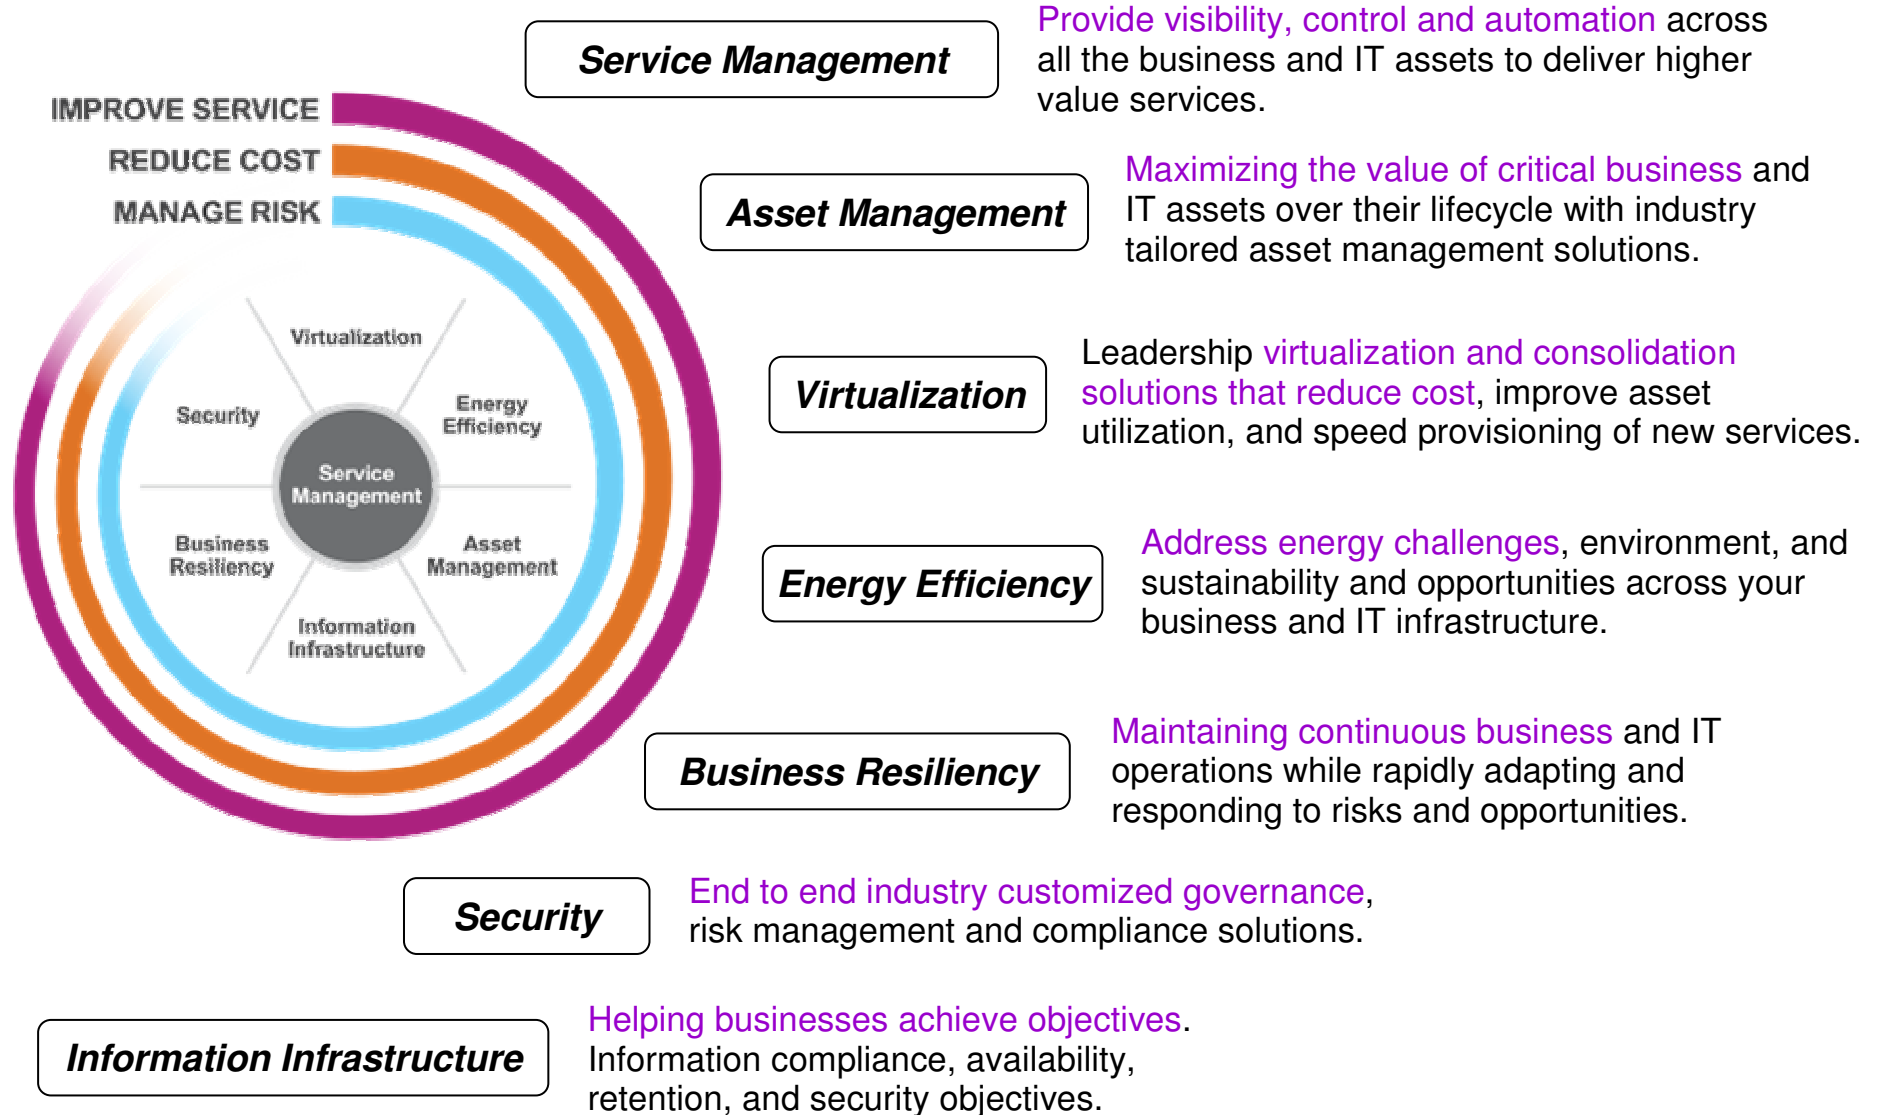 IMPROVE SERVICE
REDUCE COST
MANAGE RISK
Virtualization
Security
Energy
Efficiency
Service
Management
Business
Resiliency
Asset
Management
Information
Infrastructure
Service Management
Provide visibility, control and automation across
all the business and IT assets to deliver higher
value services.
Asset Management
Maximizing the value of critical business and
IT assets over their lifecycle with industry
tailored asset management solutions.
Virtualization
Leadership virtualization and consolidation
solutions that reduce cost, improve asset
utilization, and speed provisioning of new services.
Energy Efficiency
Address energy challenges, environment, and
sustainability and opportunities across your
business and IT infrastructure.
Business Resiliency
Maintaining continuous business and IT
operations while rapidly adapting and
responding to risks and opportunities.
Security
End to end industry customized governance,
risk management and compliance solutions.
Information Infrastructure
Helping businesses achieve objectives.
Information compliance, availability,
retention, and security objectives.